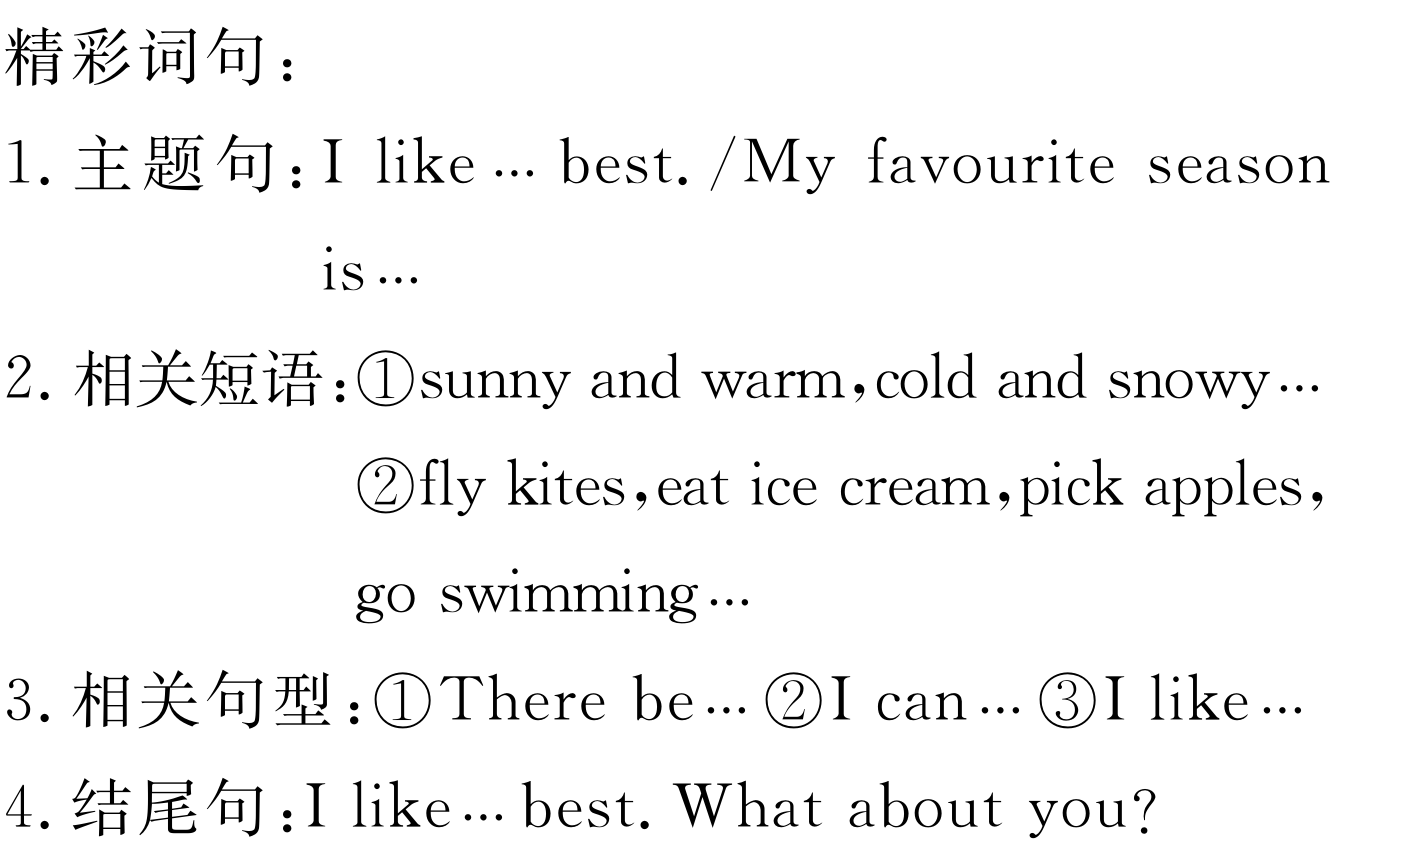 精彩词句:
1. 主题句:I like … best. /My favourite season
is…
2. 相关短语:①sunny and warm,cold and snowy…
②fly kites,eat ice cream,pick apples,
go swimming…
3. 相关句型:①There be… ②I can… ③I like…
4. 结尾句:I like… best. What about you?